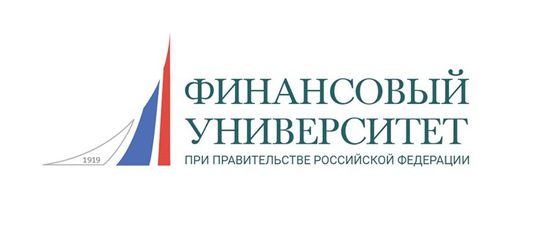 1919
ФИНАНСОВЫЙ
УНИВЕРСИТЕТ
ПРИ ПРАВИТЕЛЬСТВЕ РОССИЙСКОЙ ФЕДЕРАЦИИ